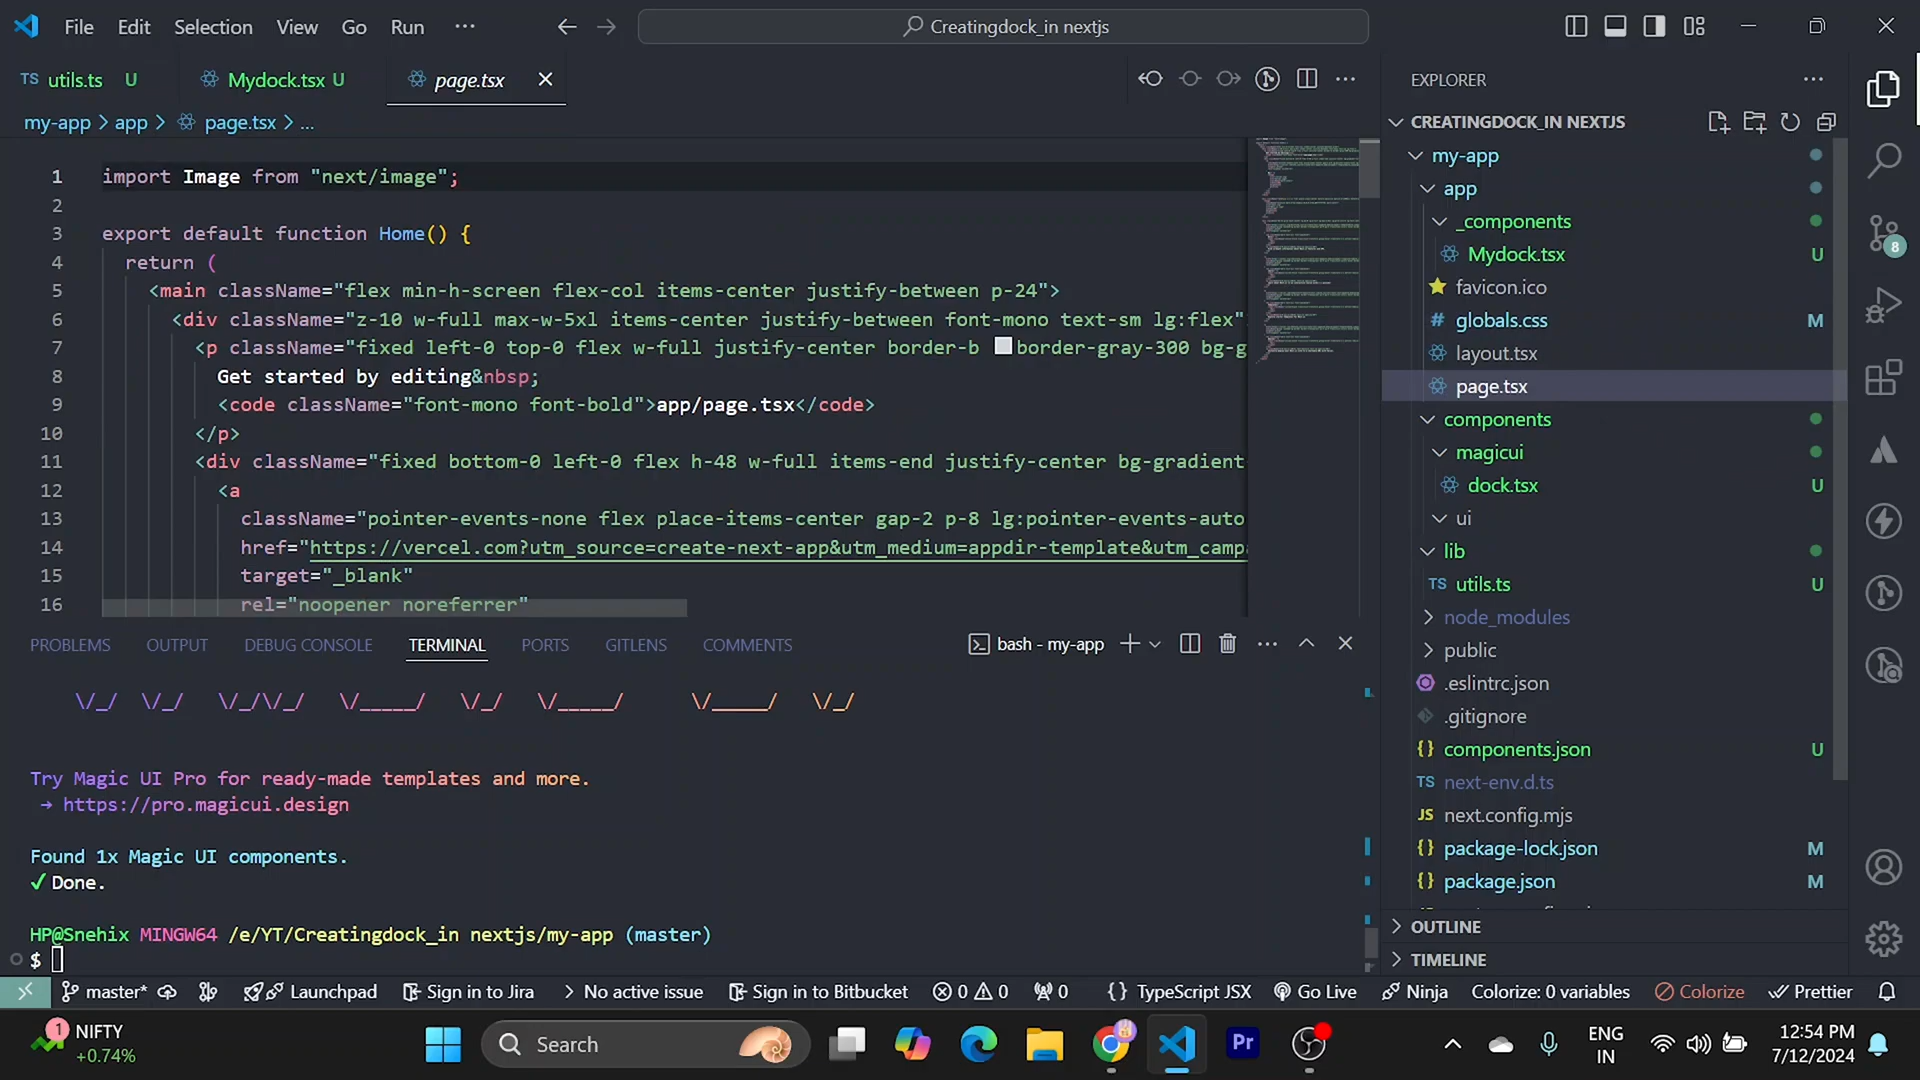 File Edit Selection View Go Run ···
Creatingdock_in nextjs
TS utils.ts U
Mydock.tsx U
page.tsx
my-app > app > page.tsx > ...
1 import Image from "next/image";
2
3 export default function Home() {
4 return (
5 <main className="flex min-h-screen flex-col items-center justify-between p-24">
6 <div className="z-10 w-full max-w-5xl items-center justify-between font-mono text-sm lg:flex"
7 <p className="fixed left-0 top-0 flex w-full justify-center border-b border-gray-300 bg-g
8 Get started by editing&nbsp;
9 <code className="font-mono font-bold">app/page.tsx</code>
10 </p>
11 <div className="fixed bottom-0 left-0 flex h-48 w-full items-end justify-center bg-gradient-
12 <a
13 className="pointer-events-none flex place-items-center gap-2 p-8 lg:pointer-events-auto
14 href="https://vercel.com?utm_source=create-next-app&utm_medium=appdir-template&utm_campa
15 target="_blank"
16 rel="noopener noreferrer"
PROBLEMS OUTPUT DEBUG CONSOLE TERMINAL PORTS GITLENS COMMENTS
bash - my-app
\/_/ \/_/ \/_/\/_/ \/_____/ \/_/ \/_____/ \/_____/ \/_/
Try Magic UI Pro for ready-made templates and more.
→ https://pro.magicui.design
Found 1x Magic UI components.
✓ Done.
HP@Snehix MINGW64 /e/YT/Creatingdock_in nextjs/my-app (master)
$
EXPLORER
CREATINGDOCK_IN NEXTJS
my-app
app
_components
Mydock.tsx U
favicon.ico
# globals.css M
layout.tsx
page.tsx
components
magicui
dock.tsx U
ui
lib
TS utils.ts U
node_modules
public
.eslintrc.json
.gitignore
{} components.json U
TS next-env.d.ts
JS next.config.mjs
{} package-lock.json M
{} package.json M
OUTLINE
TIMELINE
8
master* Launchpad Sign in to Jira No active issue Sign in to Bitbucket 0 0 0 {} TypeScript JSX Go Live Ninja Colorize: 0 variables Colorize Prettier
1
NIFTY
+0.74%
Search
Pr
ENG
IN
12:54 PM
7/12/2024